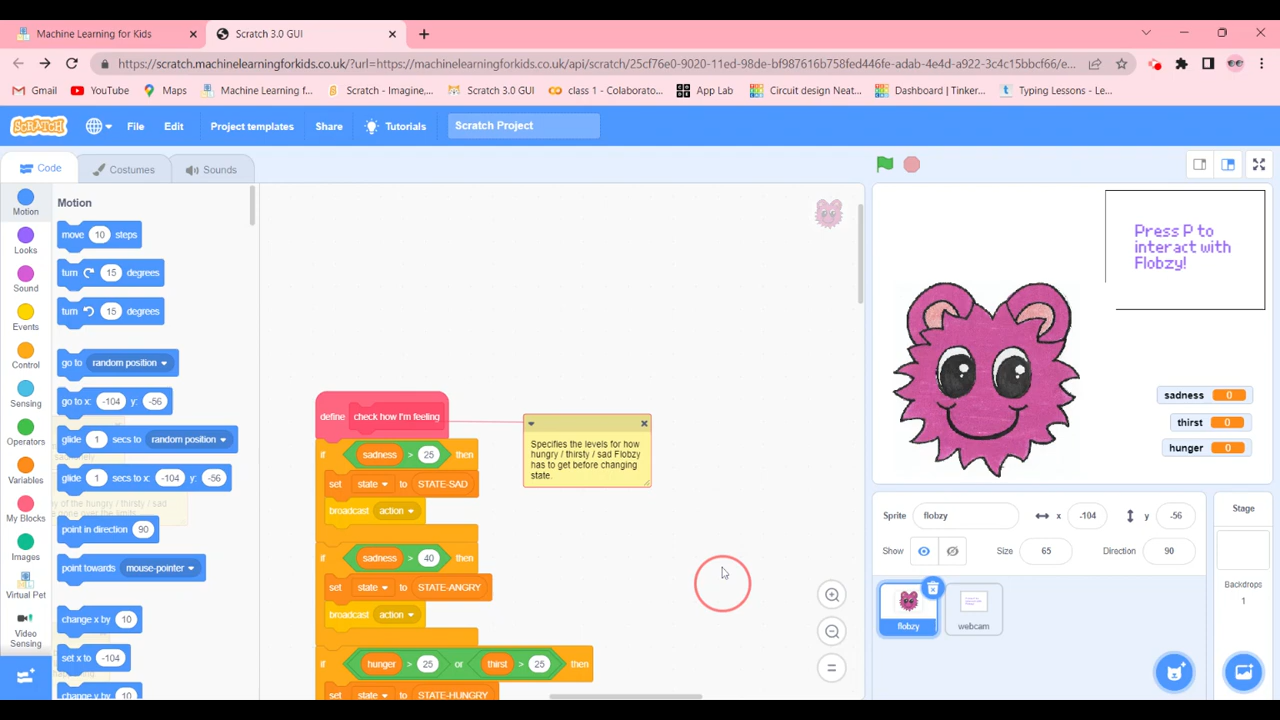 Machine Learning for Kids
Scratch 3.0 GUI
https://scratch.machinelearningforkids.co.uk/?url=https://machinelearningforkids.co.uk/api/scratch/25cf76e0-9020-11ed-98de-bf987616b758fed446fe-adab-4e4d-a922-3c4c15bbcf66/e...
Gmail YouTube Maps Machine Learning f... Scratch - Imagine,... Scratch 3.0 GUI class 1 - Colaborato... App Lab Circuit design Neat... Dashboard | Tinker... Typing Lessons - Le...
SCRATCH File Edit Project templates Share Tutorials Scratch Project
Code Costumes Sounds
Motion
Looks
Sound
Events
Control
Sensing
Operators
Variables
My Blocks
Images
Virtual Pet
Video
Sensing
Motion
move 10 steps
turn 15 degrees
turn 15 degrees
go to random position
go to x: -104 y: -56
glide 1 secs to random position
glide 1 secs to x: -104 y: -56
point in direction 90
point towards mouse-pointer
change x by 10
set x to -104
change y by 10
define check how I'm feeling
if sadness > 25 then
set state to STATE-SAD
broadcast action
if sadness > 40 then
set state to STATE-ANGRY
broadcast action
if hunger > 25 or thirst > 25 then
set state to STATE-HUNGRY
Specifies the levels for how
hungry / thirsty / sad Flobzy
has to get before changing
state.
Press P to
interact with
Flobzy!
sadness 0
thirst 0
hunger 0
Sprite flobzy x -104 y -56
Show Size 65 Direction 90
flobzy
webcam
Stage
Backdrops
1